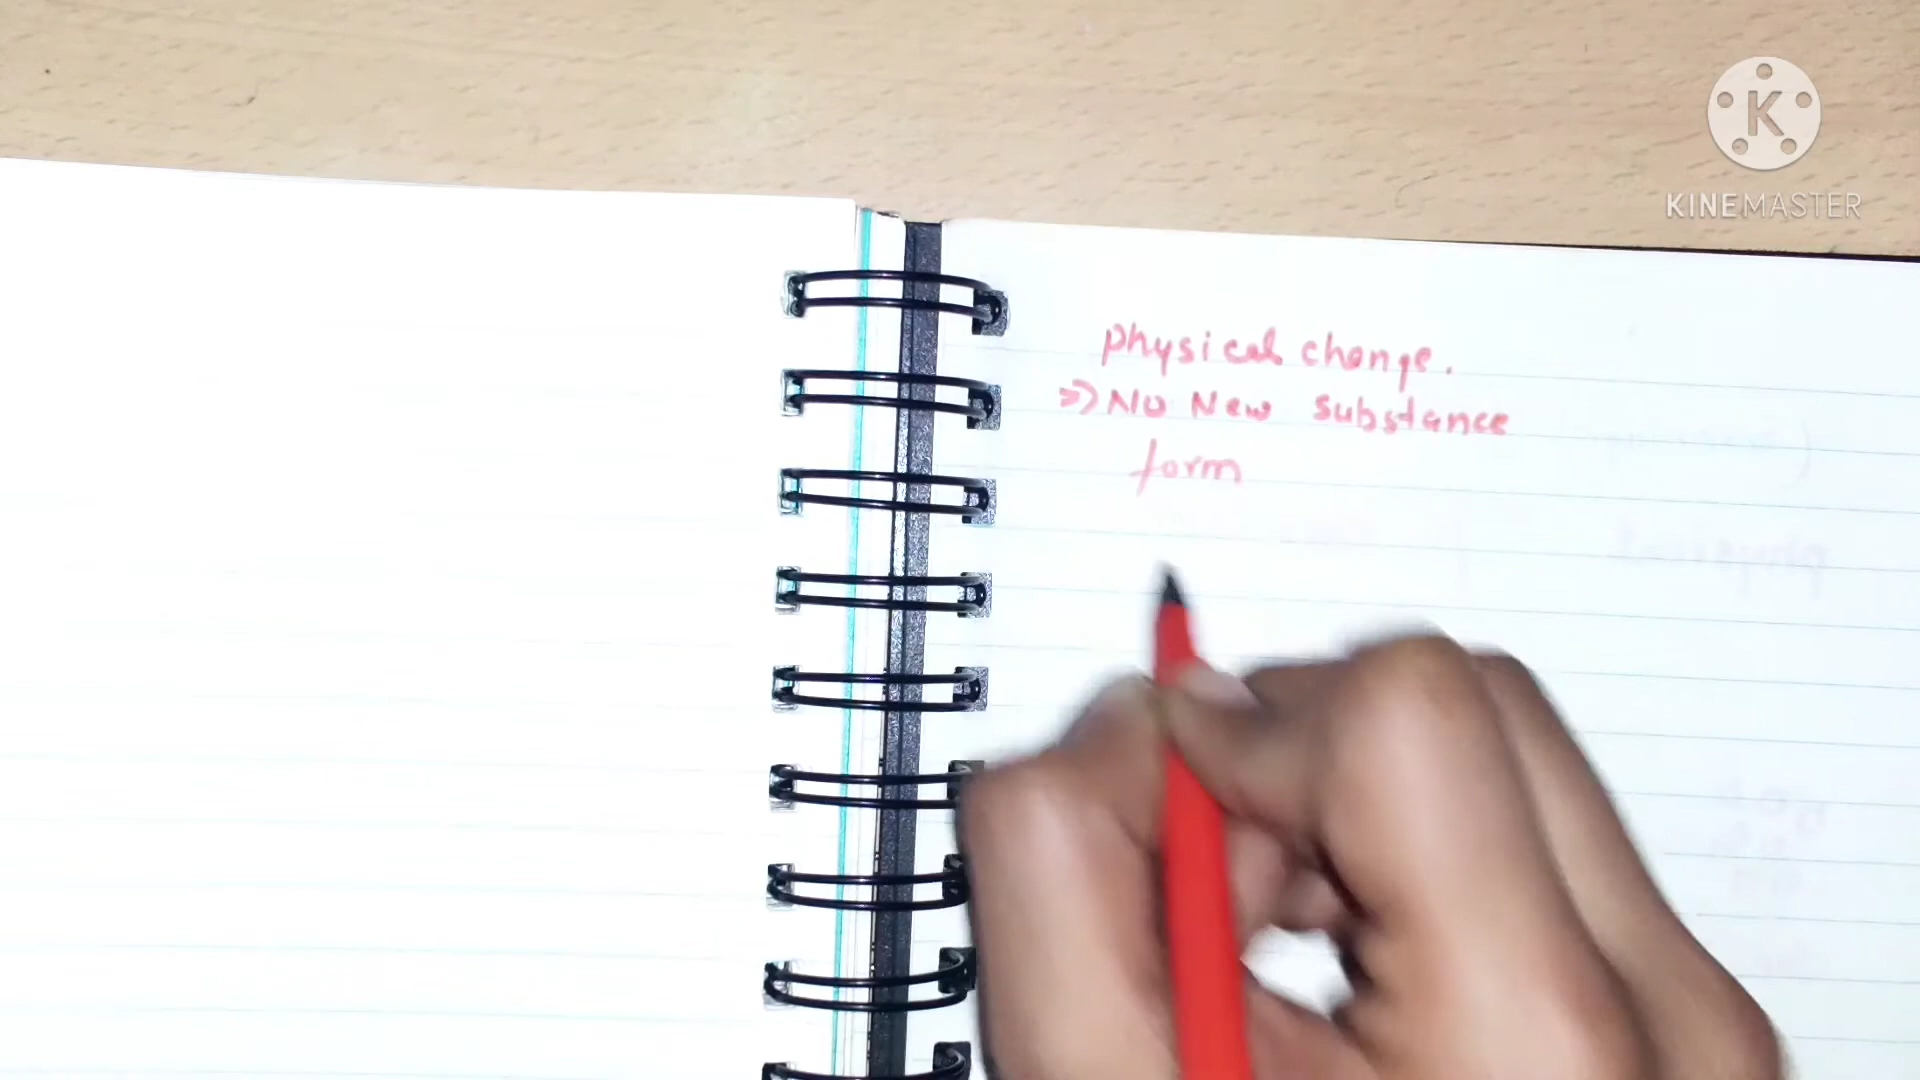 K
KINEMASTER
Physical change.
=> No New Substance
form